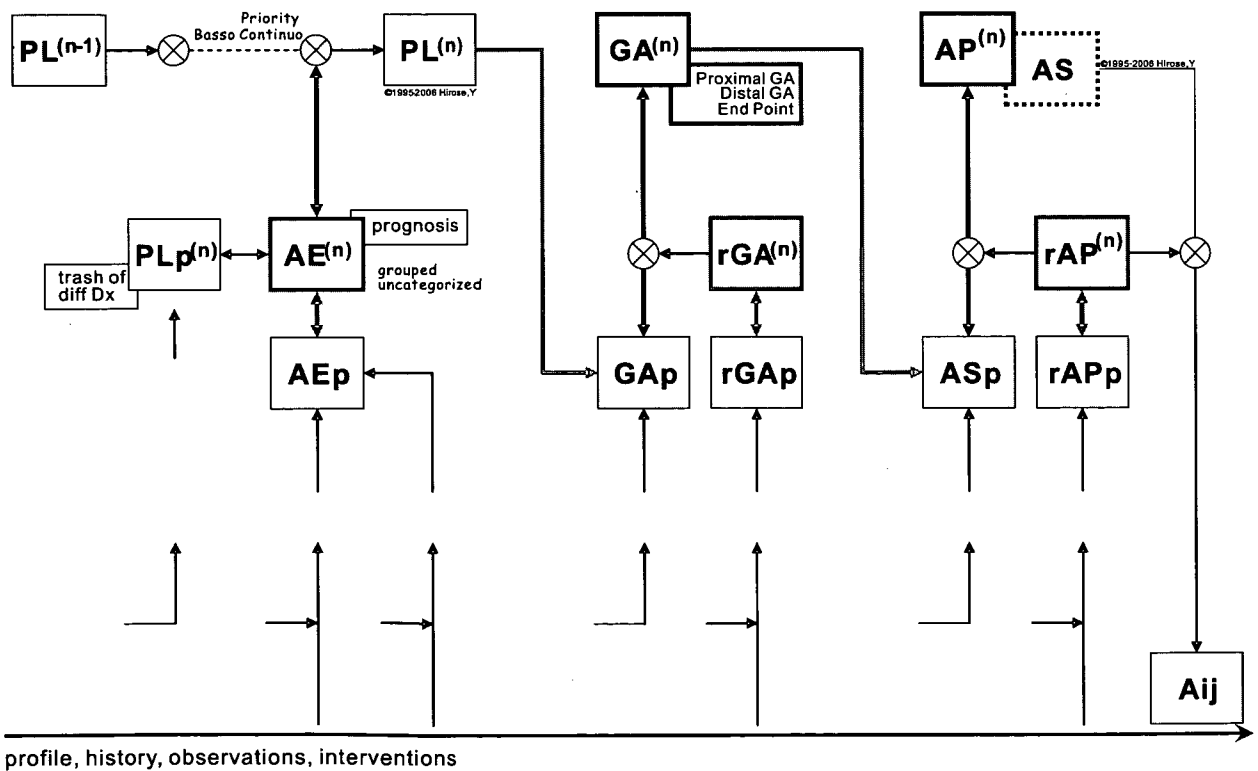 PL(n-1)
Priority
Basso Continuo
PL(n)
©1995-2006 Hirose,Y
GA(n)
Proximal GA
Distal GA
End Point
AP(n)
AS
©1995-2006 Hirose,Y
PLp(n)
trash of
diff Dx
AE(n)
prognosis
grouped
uncategorized
rGA(n)
rAP(n)
AEp
GAp
rGAp
ASp
rAPp
Aij
profile, history, observations, interventions